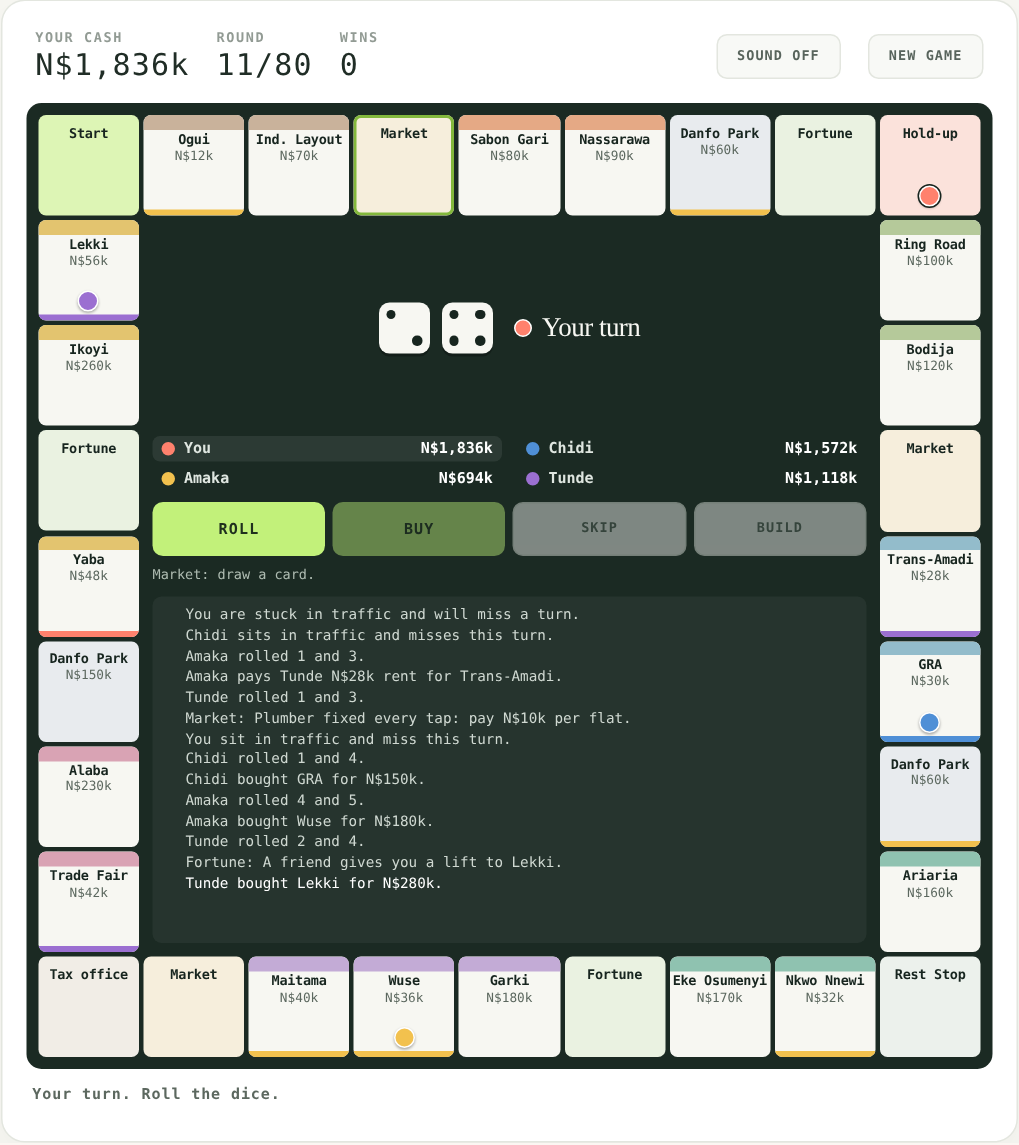 YOUR CASH ROUND WINS
N$1,836k 11/80 0
SOUND OFF NEW GAME
Start Ogui Ind. Layout Market Sabon Gari Nassarawa Danfo Park Fortune Hold-up
N$12k N$70k N$80k N$90k N$60k
Lekki Ring Road
N$56k N$100k
Your turn
Ikoyi Bodija
N$260k N$120k
Fortune Market
You N$1,836k Chidi N$1,572k
Amaka N$694k Tunde N$1,118k
ROLL BUY SKIP BUILD
Yaba Trans-Amadi
N$48k N$28k
Market: draw a card.
You are stuck in traffic and will miss a turn.
Chidi sits in traffic and misses this turn.
Amaka rolled 1 and 3.
Amaka pays Tunde N$28k rent for Trans-Amadi.
Tunde rolled 1 and 3.
Market: Plumber fixed every tap: pay N$10k per flat.
You sit in traffic and miss this turn.
Chidi rolled 1 and 4.
Chidi bought GRA for N$150k.
Amaka rolled 4 and 5.
Amaka bought Wuse for N$180k.
Tunde rolled 2 and 4.
Fortune: A friend gives you a lift to Lekki.
Tunde bought Lekki for N$280k.
Danfo Park GRA
N$150k N$30k
Alaba Danfo Park
N$230k N$60k
Trade Fair Ariaria
N$42k N$160k
Tax office Market Maitama Wuse Garki Fortune Eke Osumenyi Nkwo Nnewi Rest Stop
N$40k N$36k N$180k N$170k N$32k
Your turn. Roll the dice.